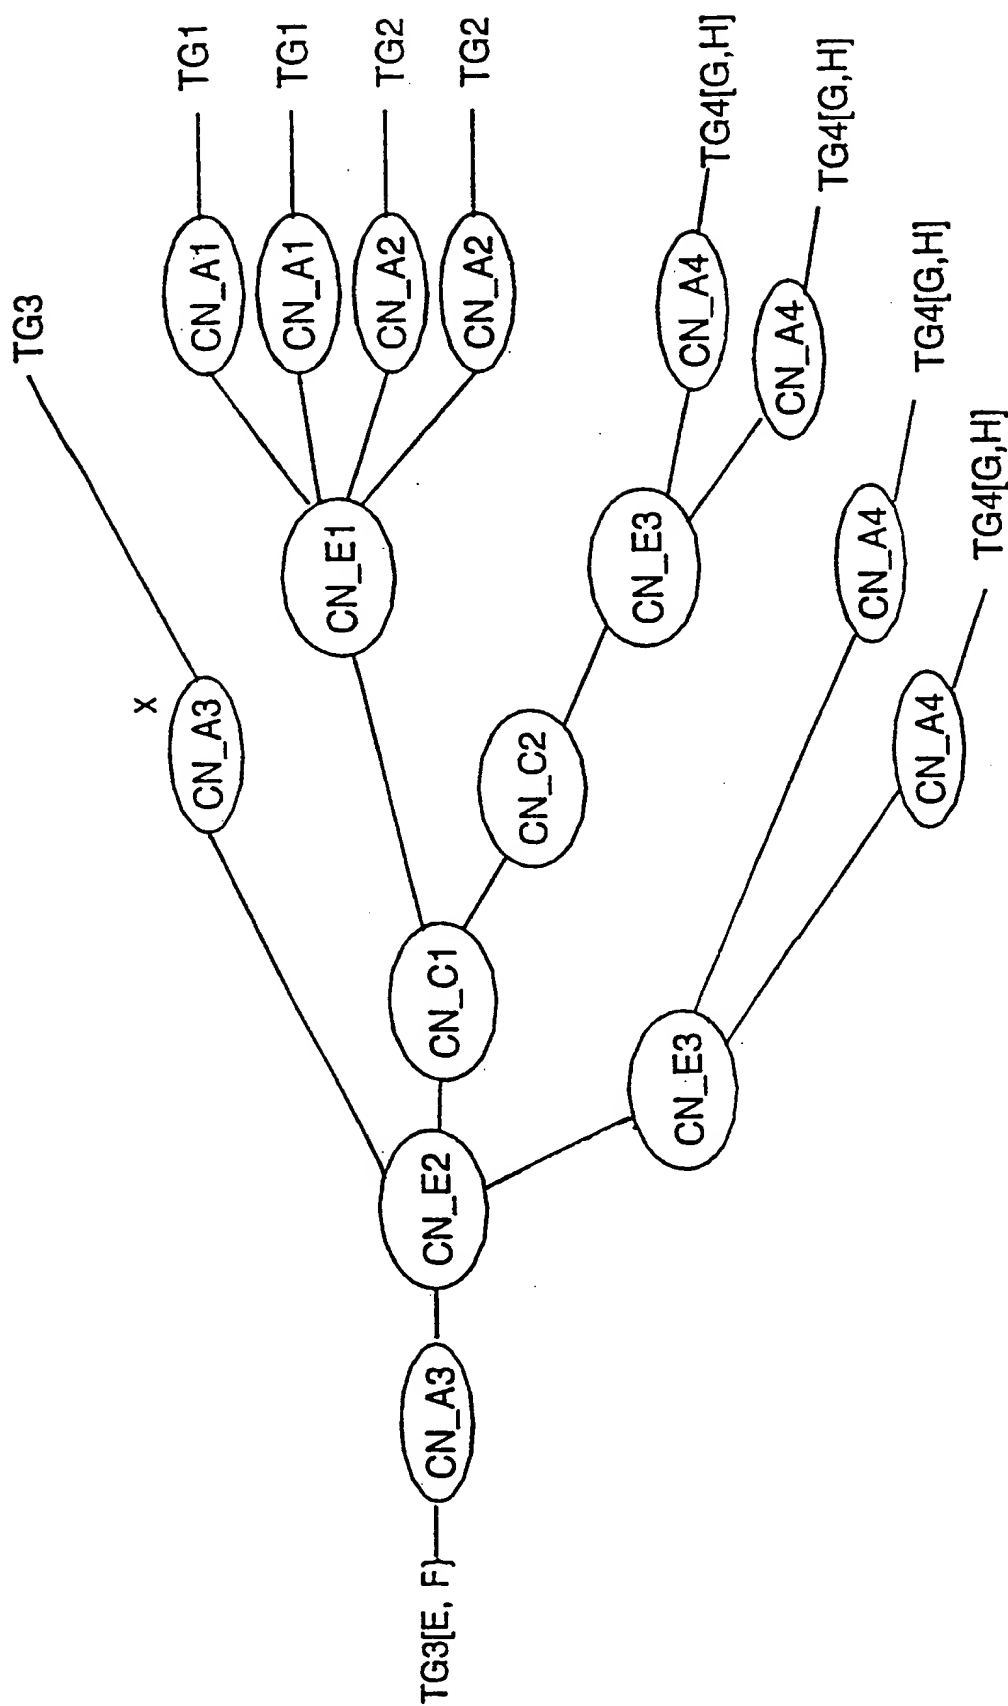 TG3
X
CN_A3
CN_A1
TG1
CN_A1
TG1
CN_E1
CN_A2
TG2
CN_A2
TG2
TG3[E, F}
CN_A3
CN_E2
CN_C1
CN_C2
CN_E3
CN_A4
TG4[G,H]
CN_A4
TG4[G,H]
CN_E3
CN_A4
TG4[G,H]
CN_A4
TG4[G,H]